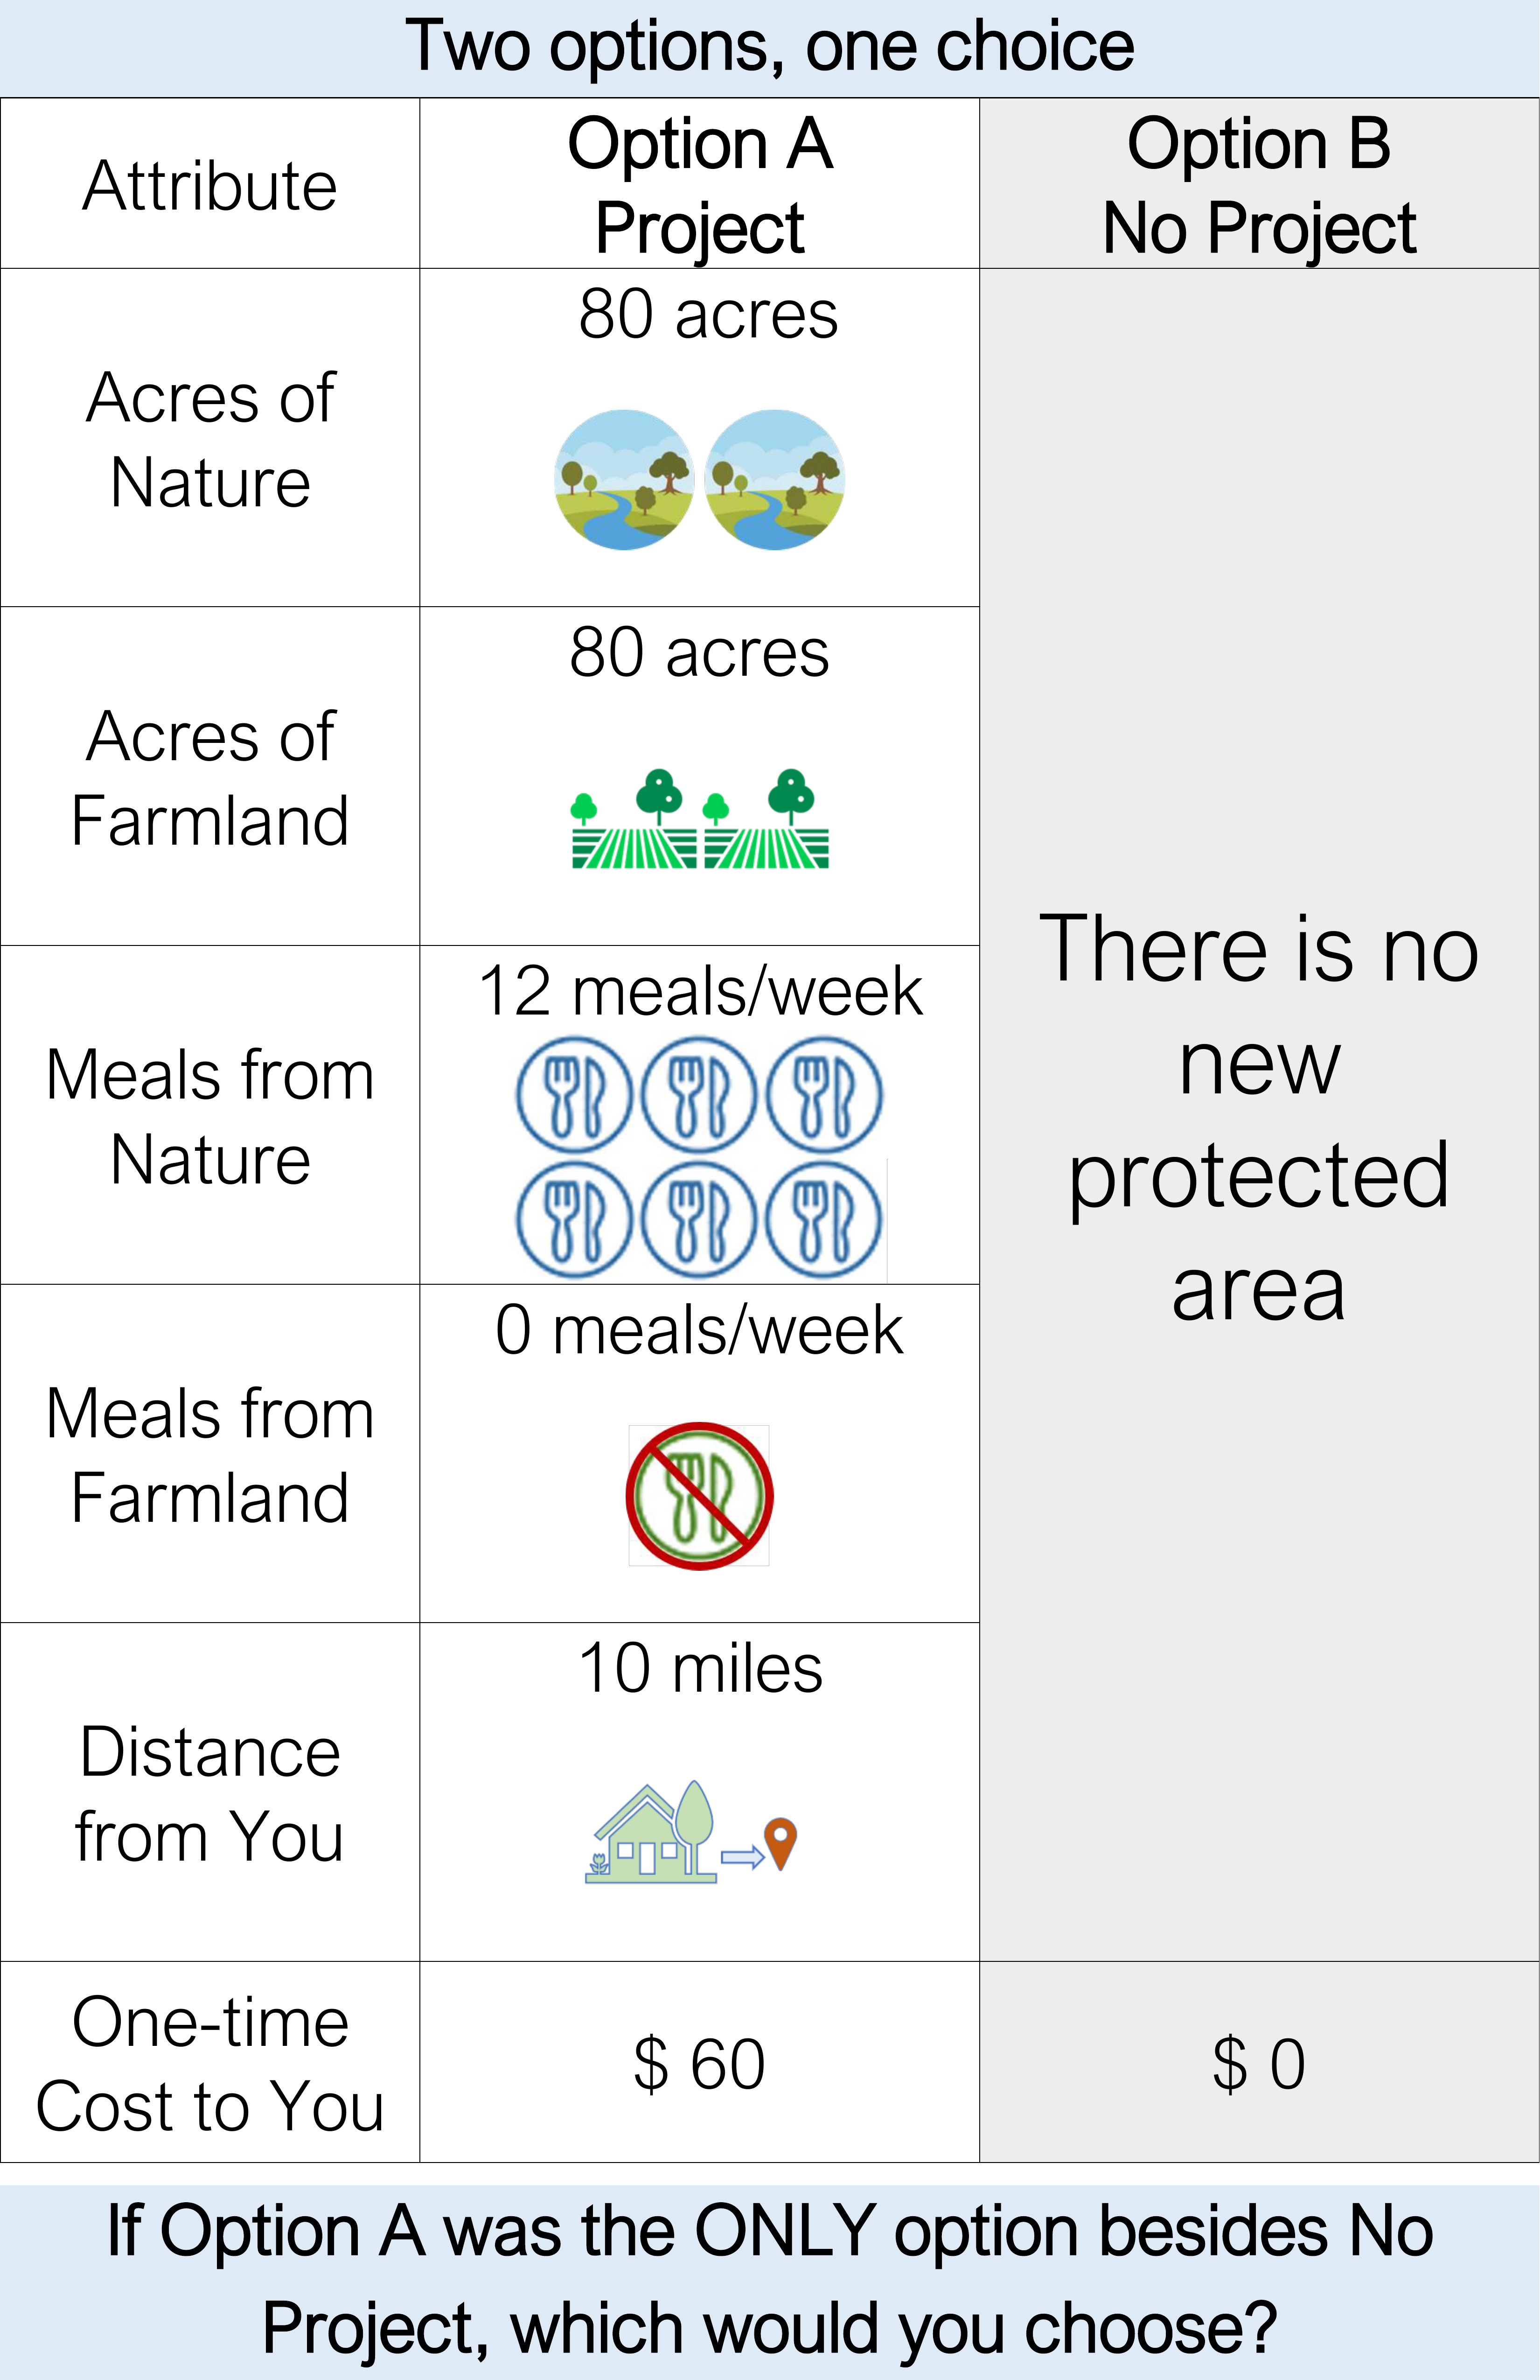 Two options, one choice
Attribute
Option A
Project
Option B
No Project
Acres of
Nature
80 acres
Acres of
Farmland
80 acres
Meals from
Nature
12 meals/week
Meals from
Farmland
0 meals/week
Distance
from You
10 miles
There is no
new
protected
area
One-time
Cost to You
$ 60
$ 0
If Option A was the ONLY option besides No
Project, which would you choose?